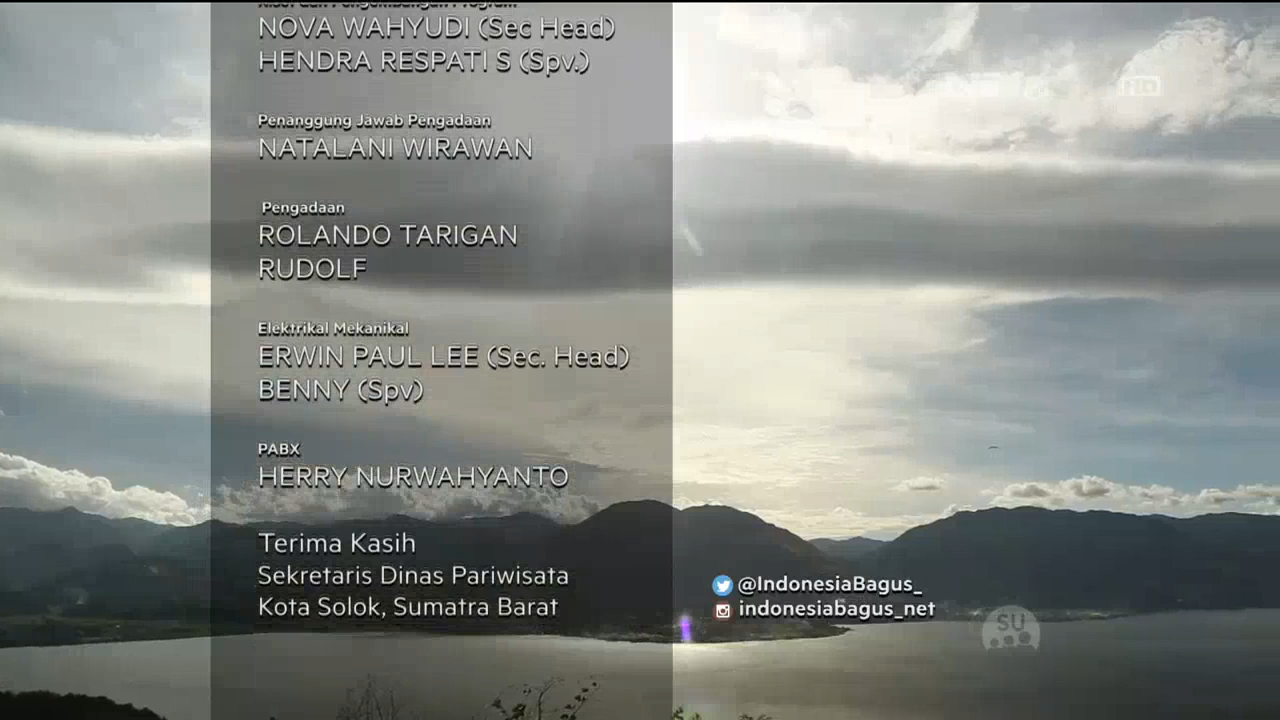 NOVA WAHYUDI (Sec Head)
HENDRA RESPATI S (Spv.)
Penanggung Jawab Pengadaan
NATALANI WIRAWAN
Pengadaan
ROLANDO TARIGAN
RUDOLF
Elektrikal Mekanikal
ERWIN PAUL LEE (Sec. Head)
BENNY (Spv)
PABX
HERRY NURWAHYANTO
Terima Kasih
Sekretaris Dinas Pariwisata
Kota Solok, Sumatra Barat
@IndonesiaBagus_
indonesiabagus_net
SU
HD